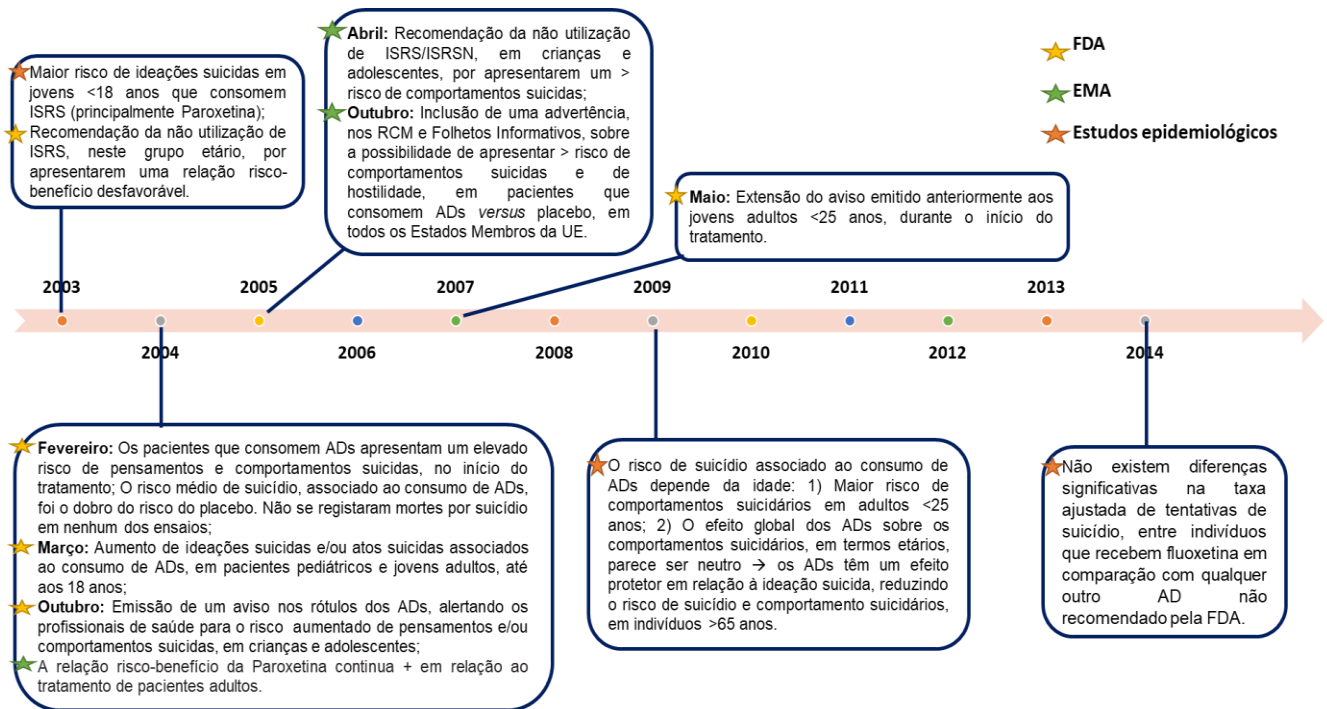 Maior risco de ideações suicidas em
jovens <18 anos que consomem
ISRS (principalmente Paroxetina);
Recomendação da não utilização de
ISRS, neste grupo etário, por
apresentarem uma relação risco-
benefício desfavorável.
Abril: Recomendação da não utilização
de ISRS/ISRSN, em crianças e
adolescentes, por apresentarem um >
risco de comportamentos suicidas;
Outubro: Inclusão de uma advertência,
nos RCM e Folhetos Informativos, sobre
a possibilidade de apresentar > risco de
comportamentos suicidas e de
hostilidade, em pacientes que
consomem ADs versus placebo, em
todos os Estados Membros da UE.
FDA
EMA
Estudos epidemiológicos
Maio: Extensão do aviso emitido anteriormente aos
jovens adultos <25 anos, durante o início do
tratamento.
2003
2005
2007
2009
2011
2013
2004
2006
2008
2010
2012
2014
Fevereiro: Os pacientes que consomem ADs apresentam um elevado
risco de pensamentos e comportamentos suicidas, no início do
tratamento; O risco médio de suicídio, associado ao consumo de ADs,
foi o dobro do risco do placebo. Não se registaram mortes por suicídio
em nenhum dos ensaios;
Março: Aumento de ideações suicidas e/ou atos suicidas associados
ao consumo de ADs, em pacientes pediátricos e jovens adultos, até
aos 18 anos;
Outubro: Emissão de um aviso nos rótulos dos ADs, alertando os
profissionais de saúde para o risco aumentado de pensamentos e/ou
comportamentos suicidas, em crianças e adolescentes;
A relação risco-benefício da Paroxetina continua + em relação ao
tratamento de pacientes adultos.
O risco de suicídio associado ao consumo de
ADs depende da idade: 1) Maior risco de
comportamentos suicidários em adultos <25
anos; 2) O efeito global dos ADs sobre os
comportamentos suicidários, em termos etários,
parece ser neutro → os ADs têm um efeito
protetor em relação à ideação suicida, reduzindo
o risco de suicídio e comportamento suicidários,
em indivíduos >65 anos.
Não existem diferenças
significativas na taxa
ajustada de tentativas de
suicídio, entre indivíduos
que recebem fluoxetina em
comparação com qualquer
outro AD não
recomendado pela FDA.